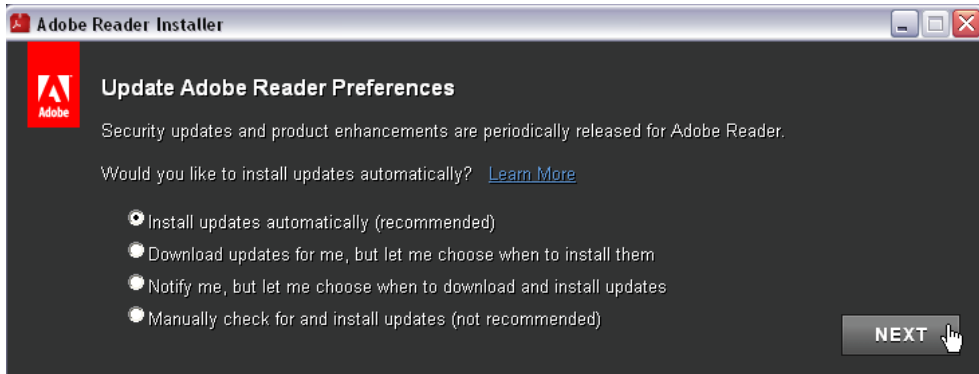 Adobe Reader Installer
Adobe
Update Adobe Reader Preferences
Security updates and product enhancements are periodically released for Adobe Reader.
Would you like to install updates automatically? Learn More
Install updates automatically (recommended)
Download updates for me, but let me choose when to install them
Notify me, but let me choose when to download and install updates
Manually check for and install updates (not recommended)
NEXT